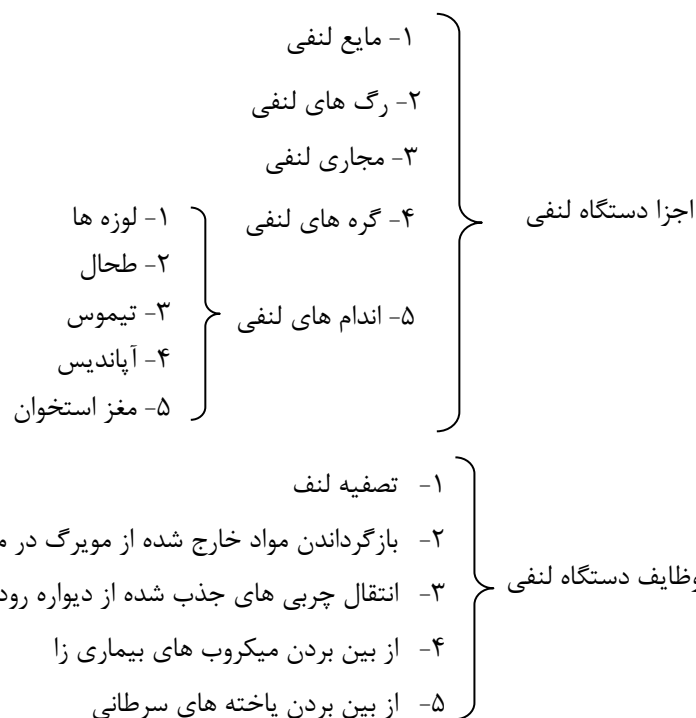 اجزا دستگاه لنفی
۱- مایع لنفی
۲- رگ های لنفی
۳- مجاری لنفی
۴- گره های لنفی
۵- اندام های لنفی
۱- لوزه ها
۲- طحال
۳- تیموس
۴- آپاندیس
۵- مغز استخوان
وظایف دستگاه لنفی
۱- تصفیه لنف
۲- بازگرداندن مواد خارج شده از مویرگ در
۳- انتقال چربی های جذب شده از دیواره
۴- از بین بردن میکروب های بیماری زا
۵- از بین بردن یاخته های سرطانی